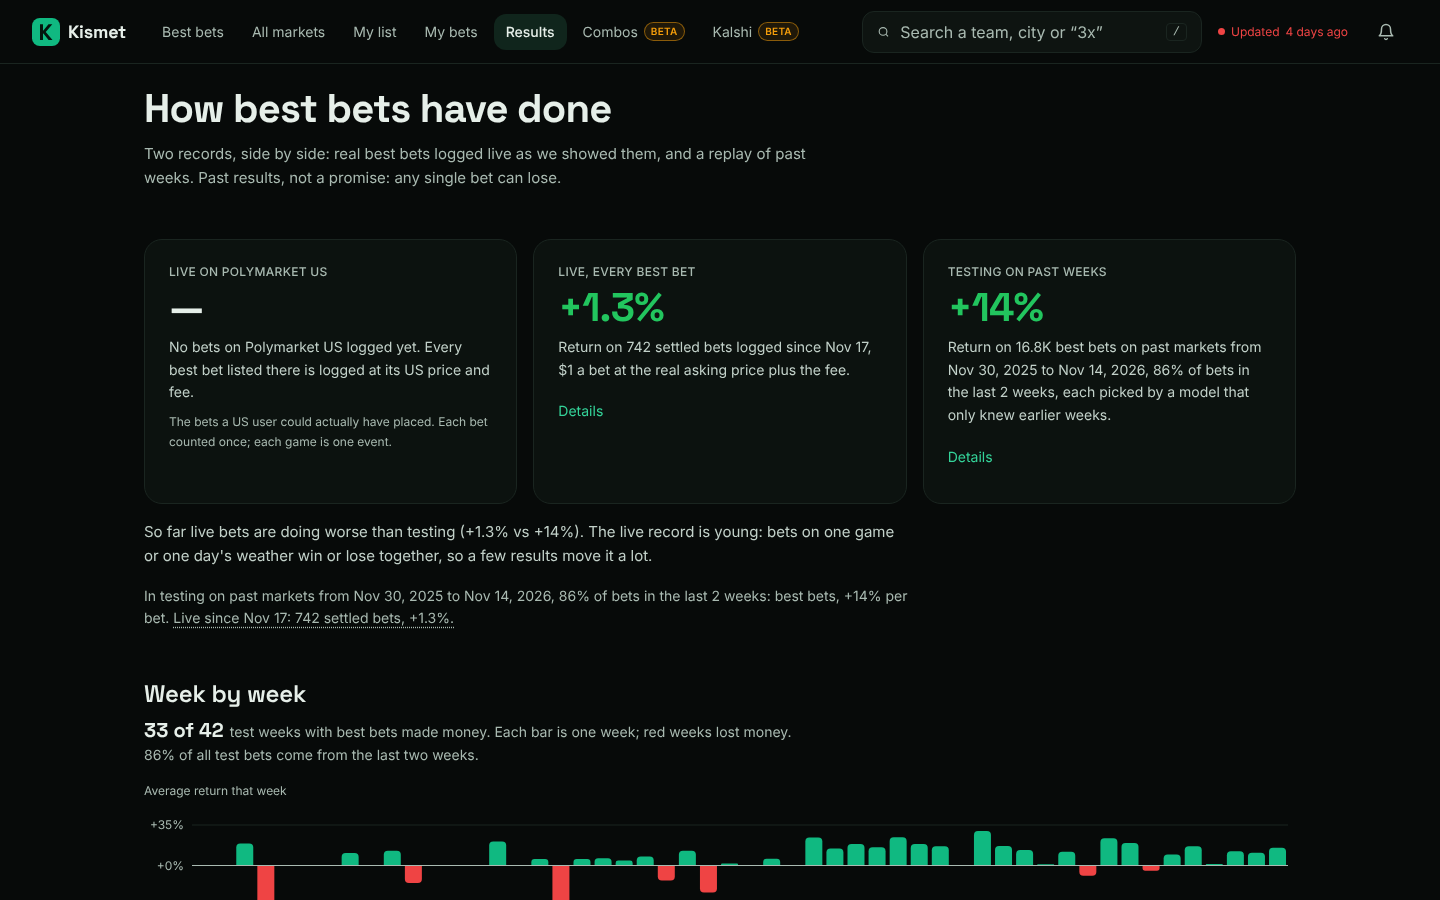 K Kismet
Best bets
All markets
My list
My bets
Results
Combos BETA
Kalshi BETA
Search a team, city or “3x” /
Updated 4 days ago
How best bets have done
Two records, side by side: real best bets logged live as we showed them, and a replay of past
weeks. Past results, not a promise: any single bet can lose.
LIVE ON POLYMARKET US
—
No bets on Polymarket US logged yet. Every
best bet listed there is logged at its US price and
fee.
The bets a US user could actually have placed. Each bet
counted once; each game is one event.
LIVE, EVERY BEST BET
+1.3%
Return on 742 settled bets logged since Nov 17,
$1 a bet at the real asking price plus the fee.
Details
TESTING ON PAST WEEKS
+14%
Return on 16.8K best bets on past markets from
Nov 30, 2025 to Nov 14, 2026, 86% of bets in
the last 2 weeks, each picked by a model that
only knew earlier weeks.
Details
So far live bets are doing worse than testing (+1.3% vs +14%). The live record is young: bets on one game
or one day's weather win or lose together, so a few results move it a lot.
In testing on past markets from Nov 30, 2025 to Nov 14, 2026, 86% of bets in the last 2 weeks: best bets, +14% per
bet. Live since Nov 17: 742 settled bets, +1.3%.
Week by week
33 of 42 test weeks with best bets made money. Each bar is one week; red weeks lost money.
86% of all test bets come from the last two weeks.
Average return that week
+35%
+0%